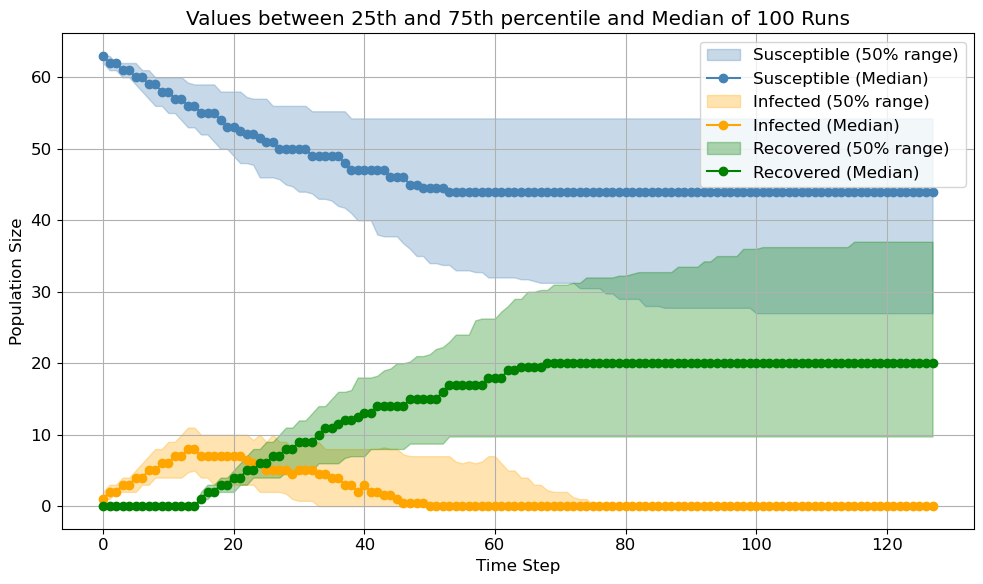 Values between 25th and 75th percentile and Median of 100 Runs
Susceptible (50% range)
Susceptible (Median)
Infected (50% range)
Infected (Median)
Recovered (50% range)
Recovered (Median)
Population Size
60
50
40
30
20
10
0
0
20
40
60
80
100
120
Time Step